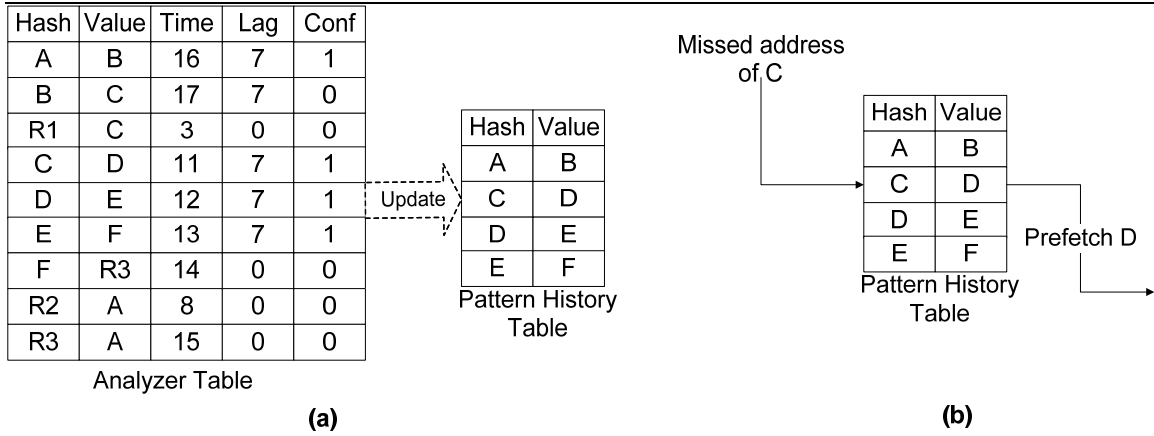 Hash Value Time Lag Conf
A B 16 7 1
B C 17 7 0
R1 C 3 0 0
C D 11 7 1
D E 12 7 1
E F 13 7 1
F R3 14 0 0
R2 A 8 0 0
R3 A 15 0 0
Analyzer Table
Update
Hash Value
A B
C D
D E
E F
Pattern History
Table
(a)
Missed address
of C
Hash Value
A B
C D
D E
E F
Pattern History
Table
Prefetch D
(b)